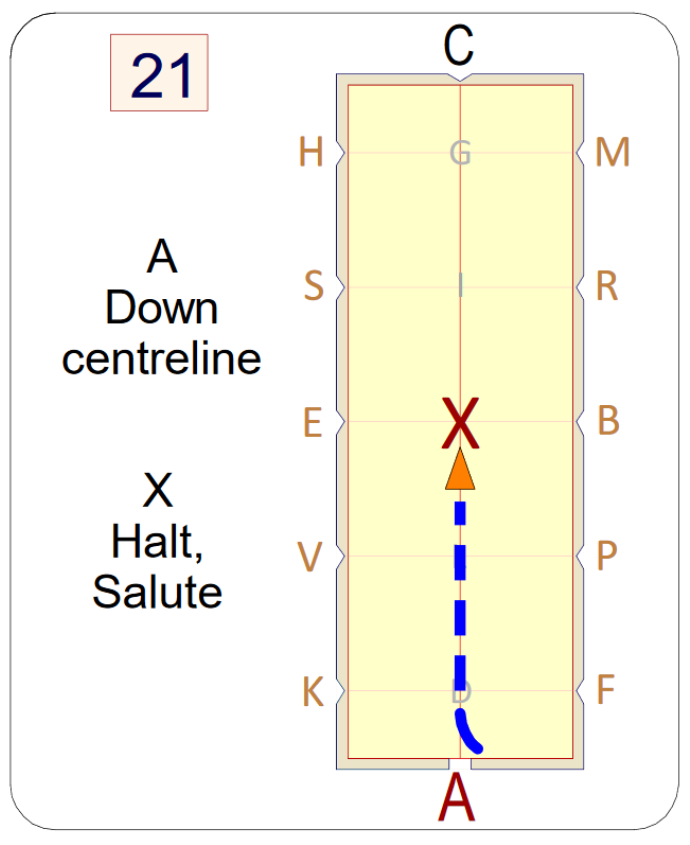 21
A
Down
centreline
X
Halt,
Salute
C
H G M
S I R
E X B
V P
K D F
A